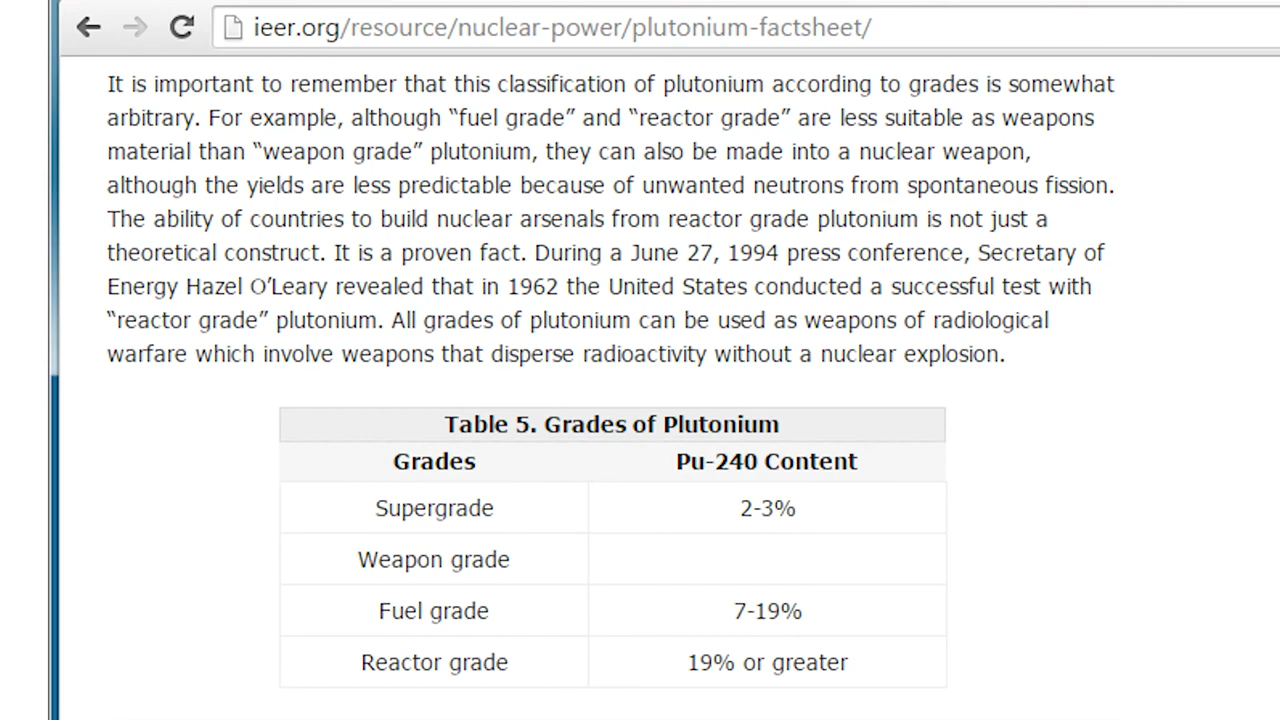 ieer.org/resource/nuclear-power/plutonium-factsheet/
It is important to remember that this classification of plutonium according to grades is somewhat
arbitrary. For example, although “fuel grade” and “reactor grade” are less suitable as weapons
material than “weapon grade” plutonium, they can also be made into a nuclear weapon,
although the yields are less predictable because of unwanted neutrons from spontaneous fission.
The ability of countries to build nuclear arsenals from reactor grade plutonium is not just a
theoretical construct. It is a proven fact. During a June 27, 1994 press conference, Secretary of
Energy Hazel O’Leary revealed that in 1962 the United States conducted a successful test with
“reactor grade” plutonium. All grades of plutonium can be used as weapons of radiological
warfare which involve weapons that disperse radioactivity without a nuclear explosion.
Table 5. Grades of Plutonium
Grades Pu-240 Content
Supergrade 2-3%
Weapon grade
Fuel grade 7-19%
Reactor grade 19% or greater